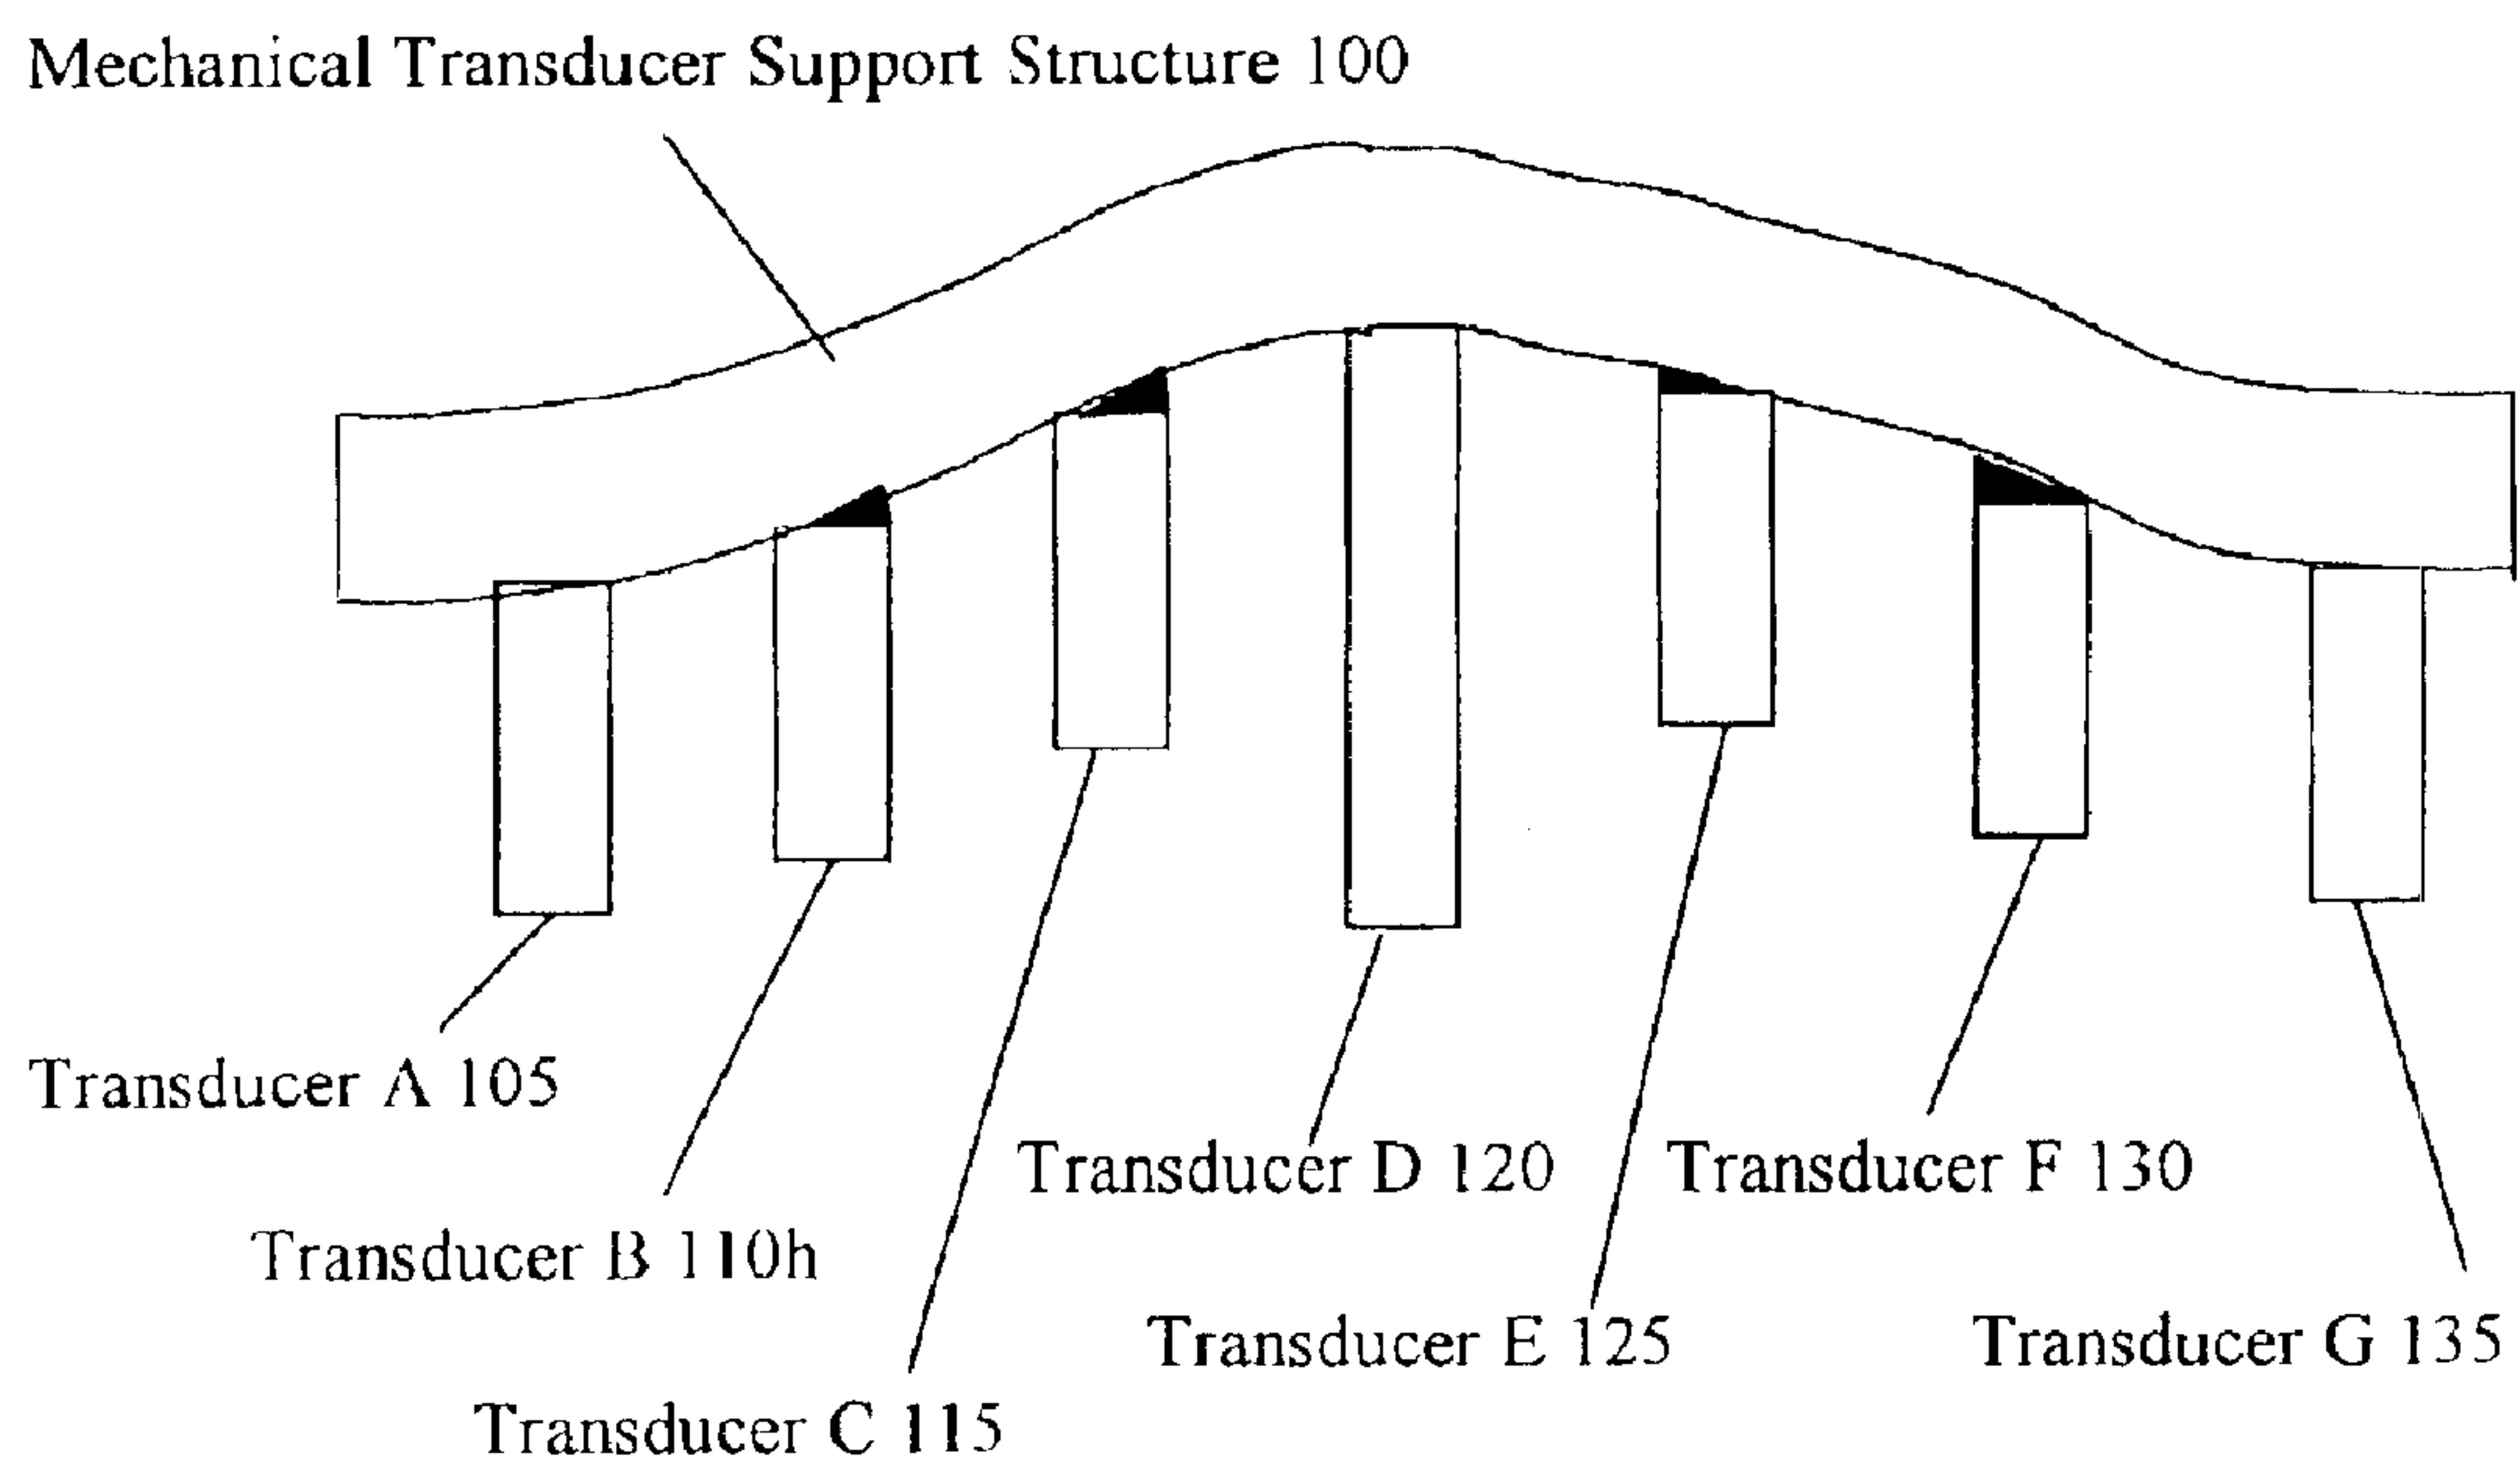 Mechanical Transducer Support Structure 100
Transducer A 105
Transducer D 120
Transducer F 130
Transducer B 110h
Transducer E 125
Transducer G 135
Transducer C 115